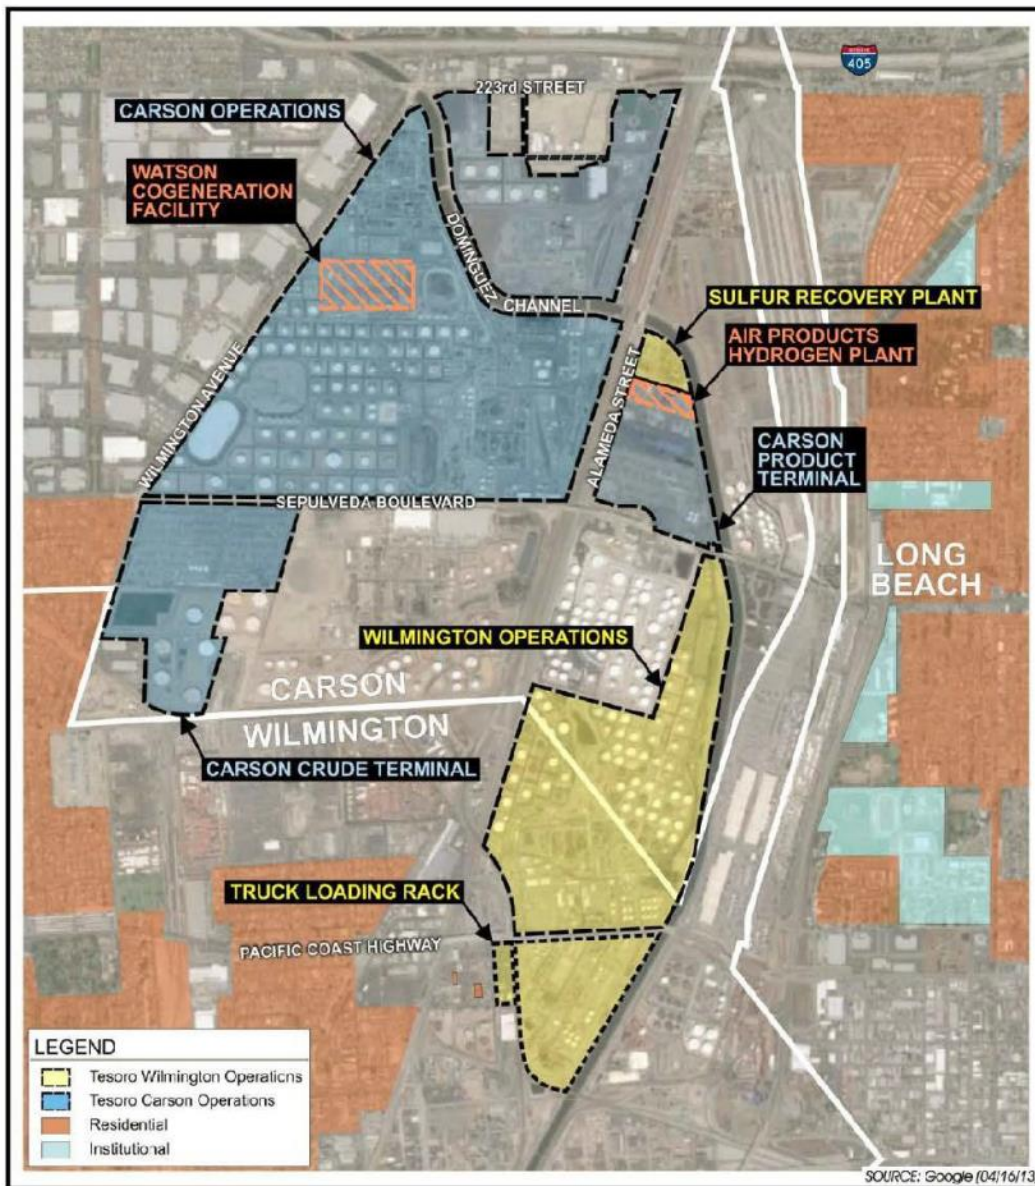 INTERSTATE
405
223rd STREET
CARSON OPERATIONS
WATSON
COGENERATION
FACILITY
DOMINGUEZ
CHANNEL
SULFUR RECOVERY PLANT
AIR PRODUCTS
HYDROGEN PLANT
WILMINGTON AVENUE
ALAMEDA STREET
CARSON
PRODUCT
TERMINAL
SEPULVEDA BOULEVARD
LONG
BEACH
WILMINGTON OPERATIONS
CARSON
WILMINGTON
CARSON CRUDE TERMINAL
TRUCK LOADING RACK
PACIFIC COAST HIGHWAY
LEGEND
Tesoro Wilmington Operations
Tesoro Carson Operations
Residential
Institutional
SOURCE: Google (04/16/13)